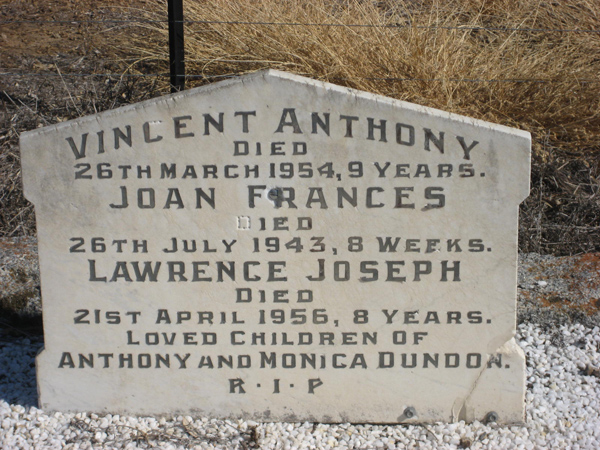 VINCENT ANTHONY
DIED
26TH MARCH 1954, 9 YEARS.
JOAN FRANCES
DIED
26TH JULY 1943, 8 WEEKS.
LAWRENCE JOSEPH
DIED
21ST APRIL 1956, 8 YEARS.
LOVED CHILDREN OF
ANTHONY AND MONICA DUNDON.
R·I·P